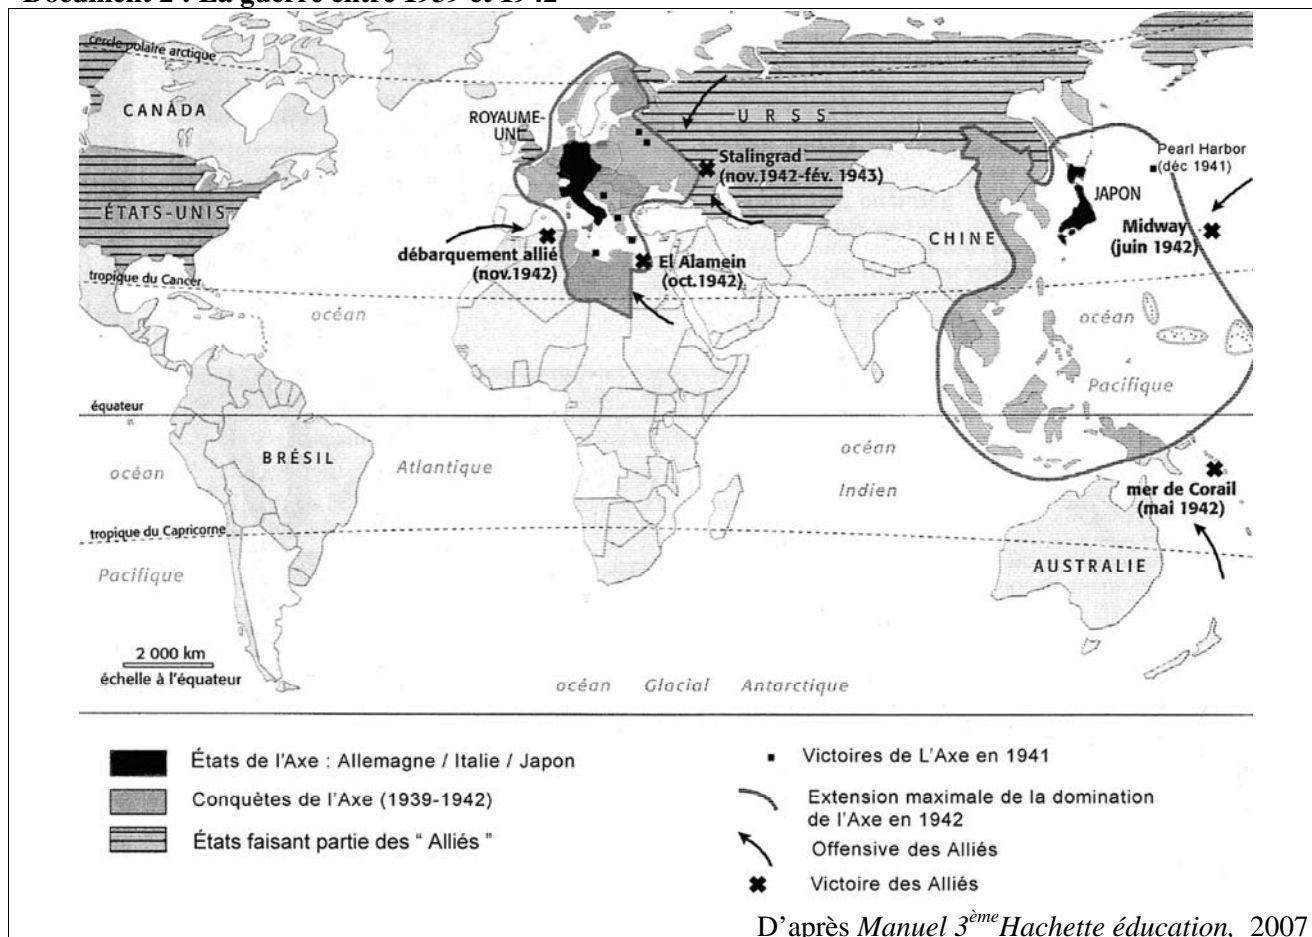 Document 2 : La guerre entre 1939 et 1942
cercle polaire arctique
CANADA
ROYAUME-
UNI
U R S S
Stalingrad
(nov.1942-fév. 1943)
Pearl Harbor
(déc 1941)
ÉTATS-UNIS
JAPON
CHINE
Midway
(juin 1942)
débarquement allié
(nov.1942)
El Alamein
(oct.1942)
tropique du Cancer
océan
océan
Pacifique
équateur
BRÉSIL
océan
Atlantique
océan
Indien
mer de Corail
(mai 1942)
tropique du Capricorne
Pacifique
AUSTRALIE
2 000 km
échelle à l'équateur
océan Glacial Antarctique
États de l'Axe : Allemagne / Italie / Japon
Conquêtes de l'Axe (1939-1942)
États faisant partie des " Alliés "
Victoires de L'Axe en 1941
Extension maximale de la domination
de l'Axe en 1942
Offensive des Alliés
Victoire des Alliés
D'après Manuel 3ème Hachette éducation, 2007